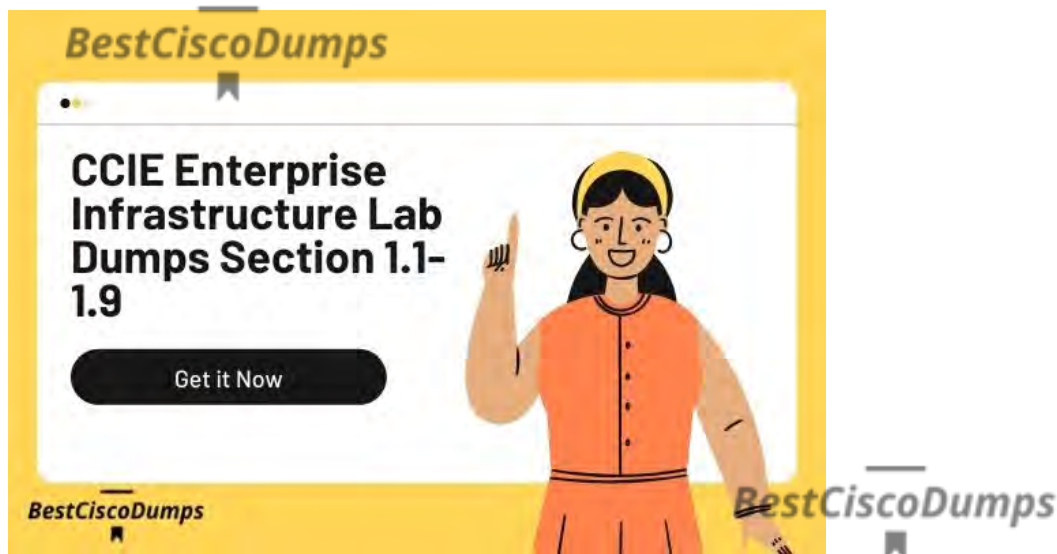 BestCiscoDumps
CCIE Enterprise
Infrastructure Lab
Dumps Section 1.1-
1.9
Get it Now
BestCiscoDumps
BestCiscoDumps